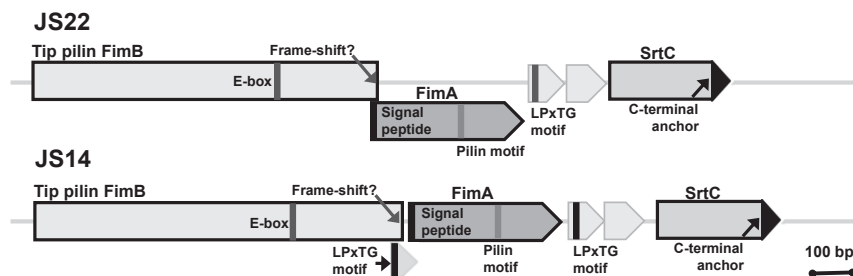 JS22
Tip pilin FimB
Frame-shift?
SrtC
E-box
FimA
Signal
peptide
LPxTG
motif
C-terminal
anchor
Pilin motif
JS14
Tip pilin FimB
Frame-shift?
FimA
SrtC
E-box
Signal
peptide
LPxTG
motif
Pilin
motif
LPxTG
motif
C-terminal
anchor
100 bp